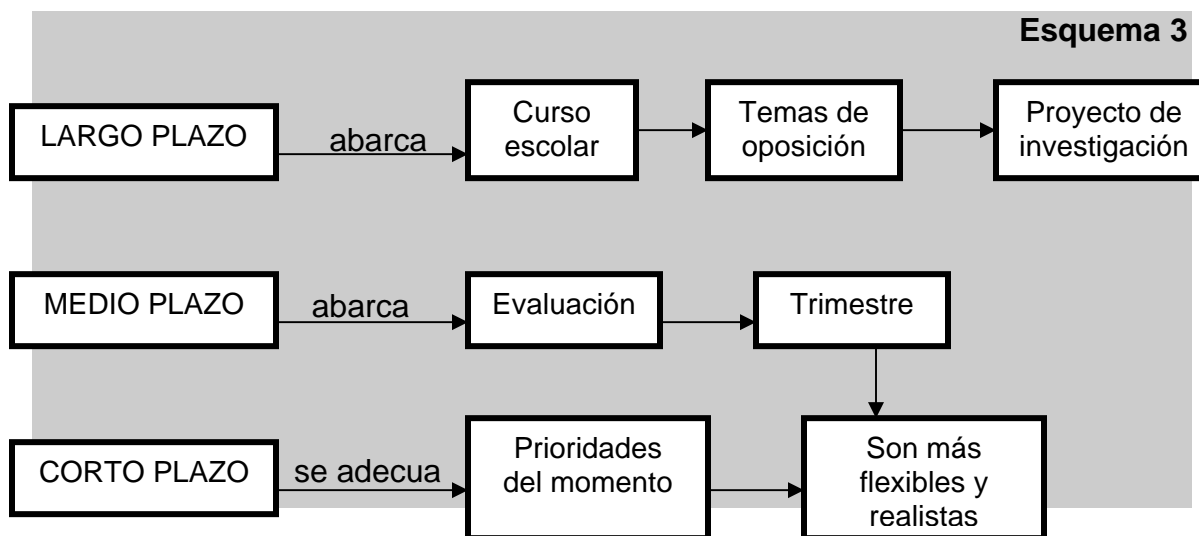 Esquema 3
LARGO PLAZO
abarca
Curso
escolar
Temas de
oposición
Proyecto de
investigación
MEDIO PLAZO
abarca
Evaluación
Trimestre
CORTO PLAZO
se adecua
Prioridades
del momento
Son más
flexibles y
realistas